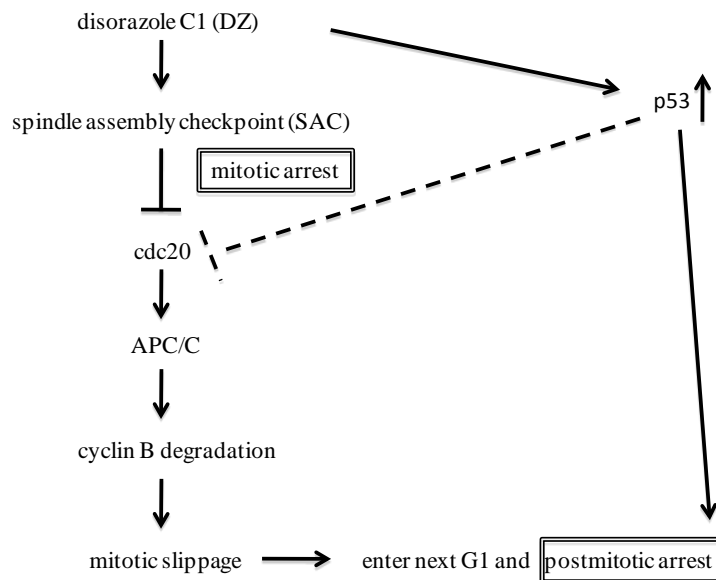 disorazole C1 (DZ)
p53
spindle assembly checkpoint (SAC)
mitotic arrest
cdc20
APC/C
cyclin B degradation
mitotic slippage
enter next G1 and postmitotic arrest